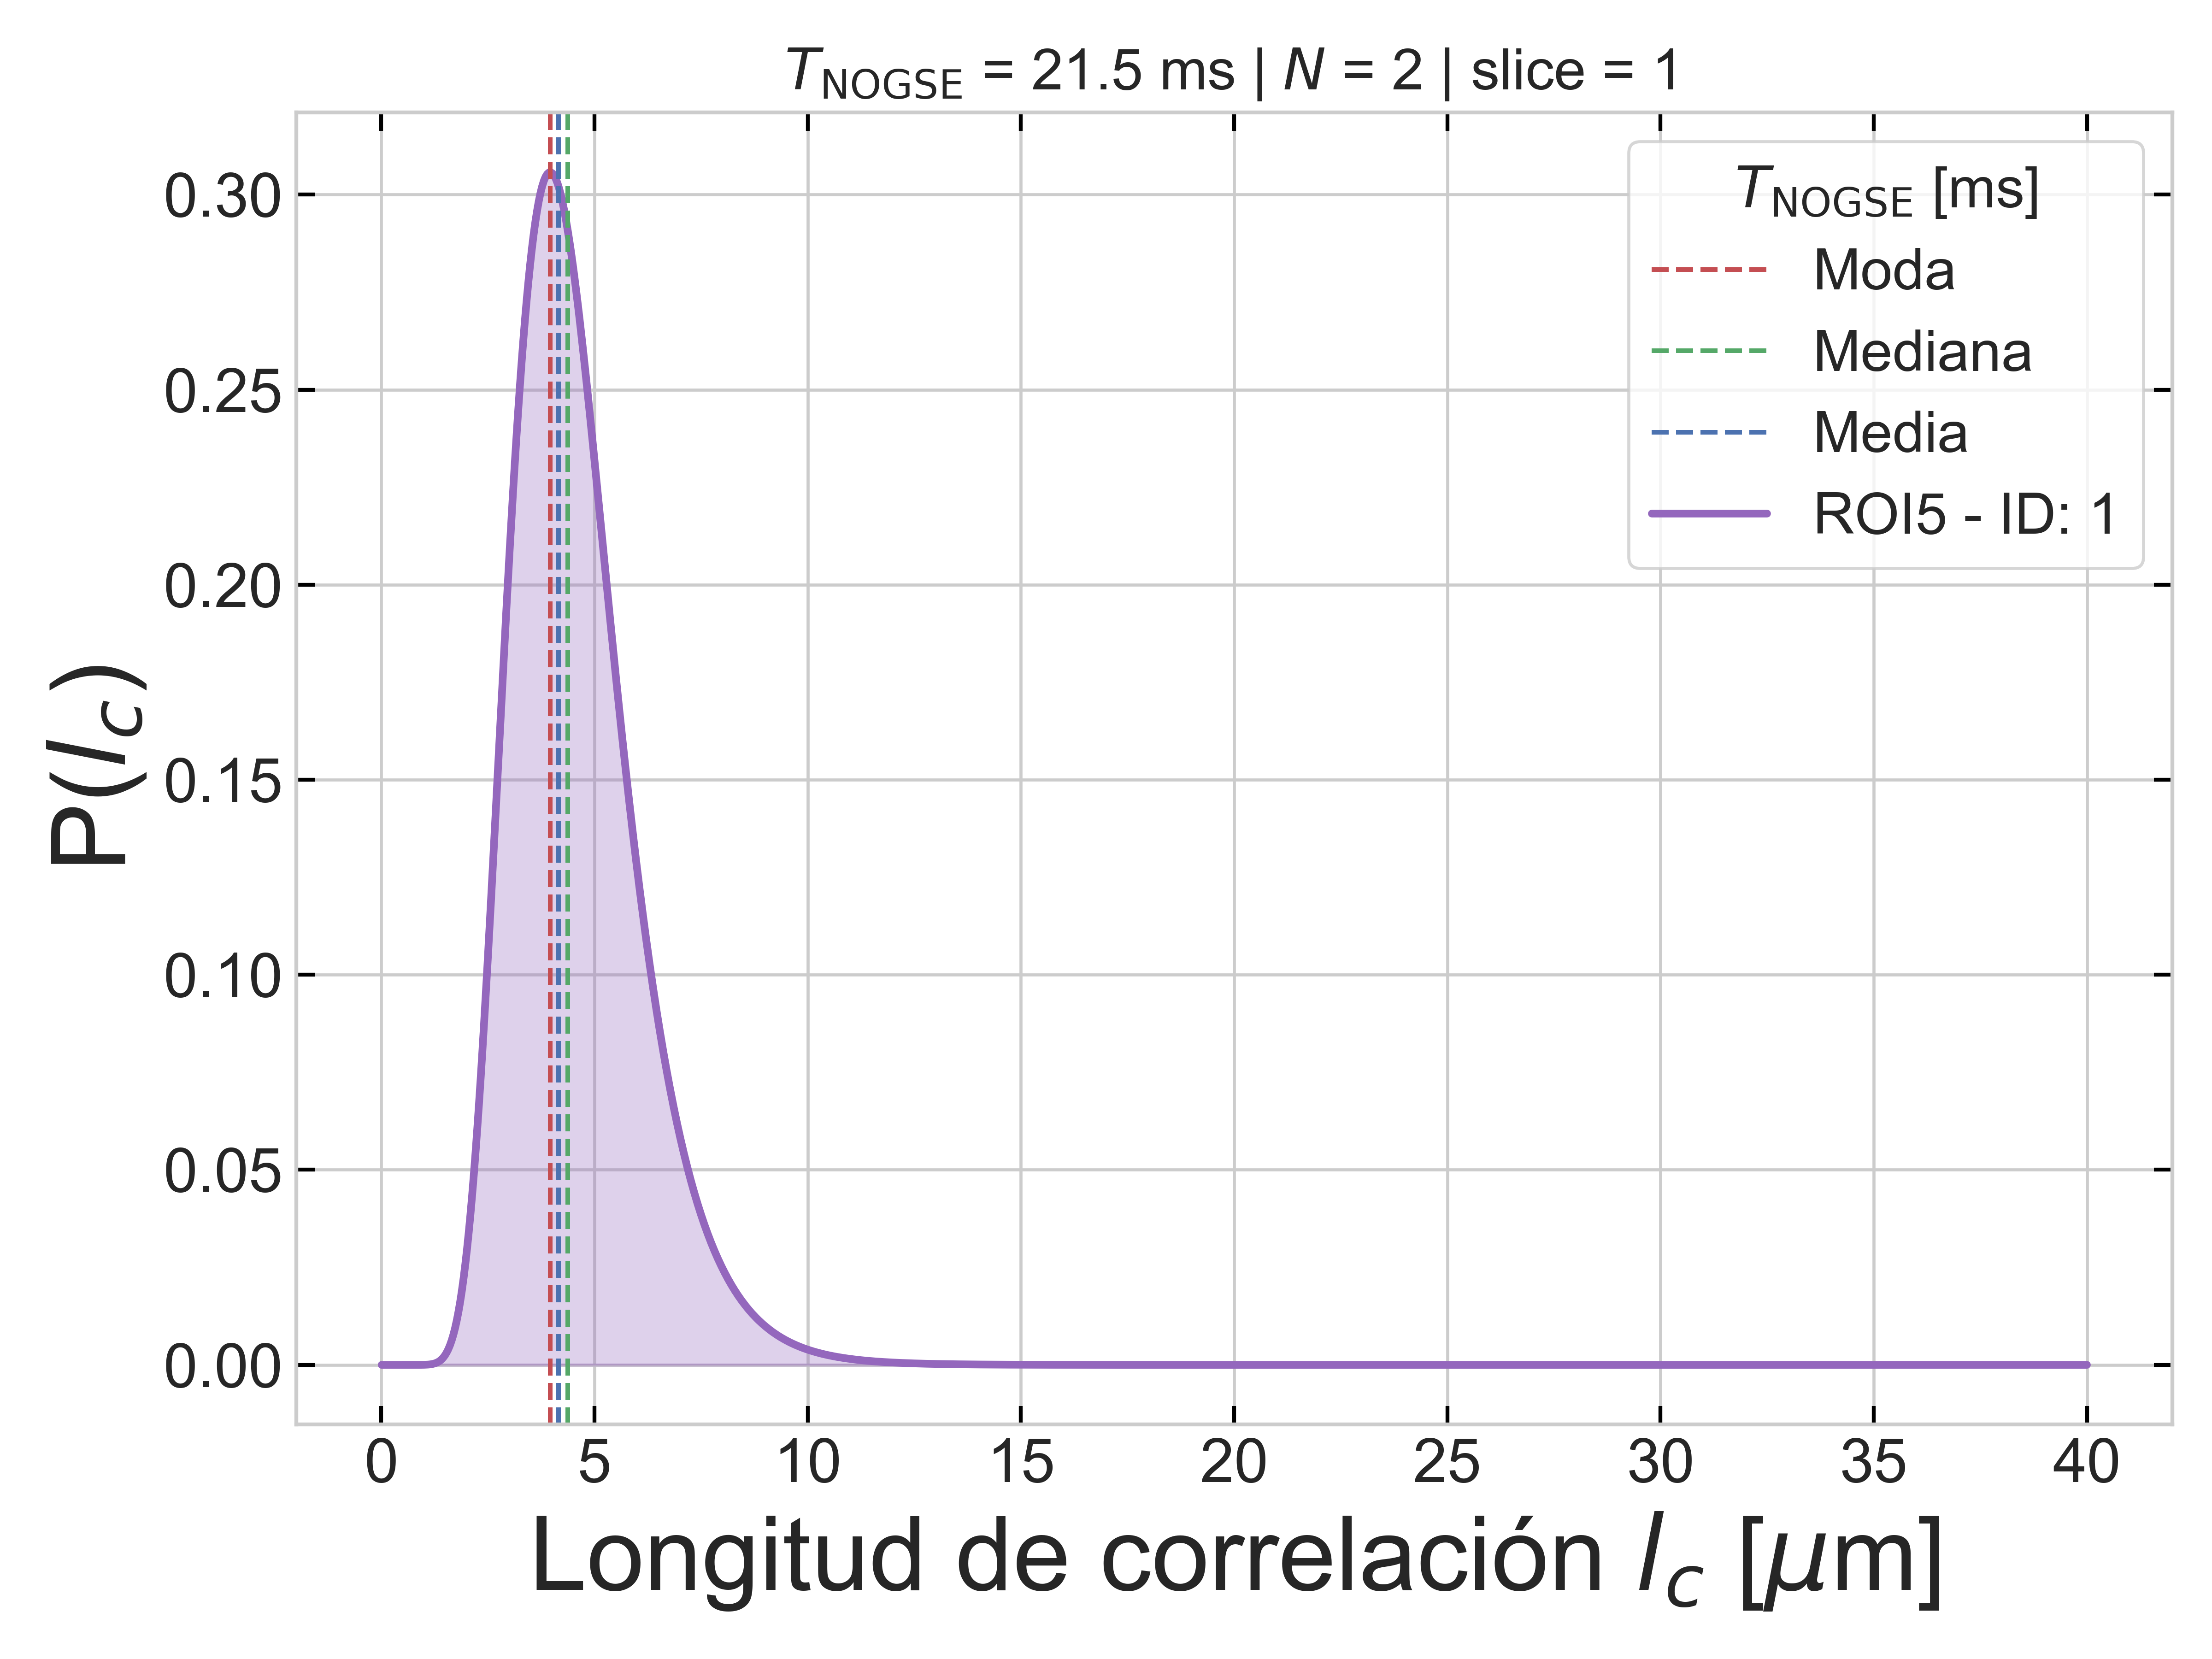 T_NOGSE = 21.5 ms | N = 2 | slice = 1
T_NOGSE [ms]
Moda
Mediana
Media
ROI5 - ID: 1
P(l_c)
0.30
0.25
0.20
0.15
0.10
0.05
0.00
0 5 10 15 20 25 30 35 40
Longitud de correlación l_c [μm]